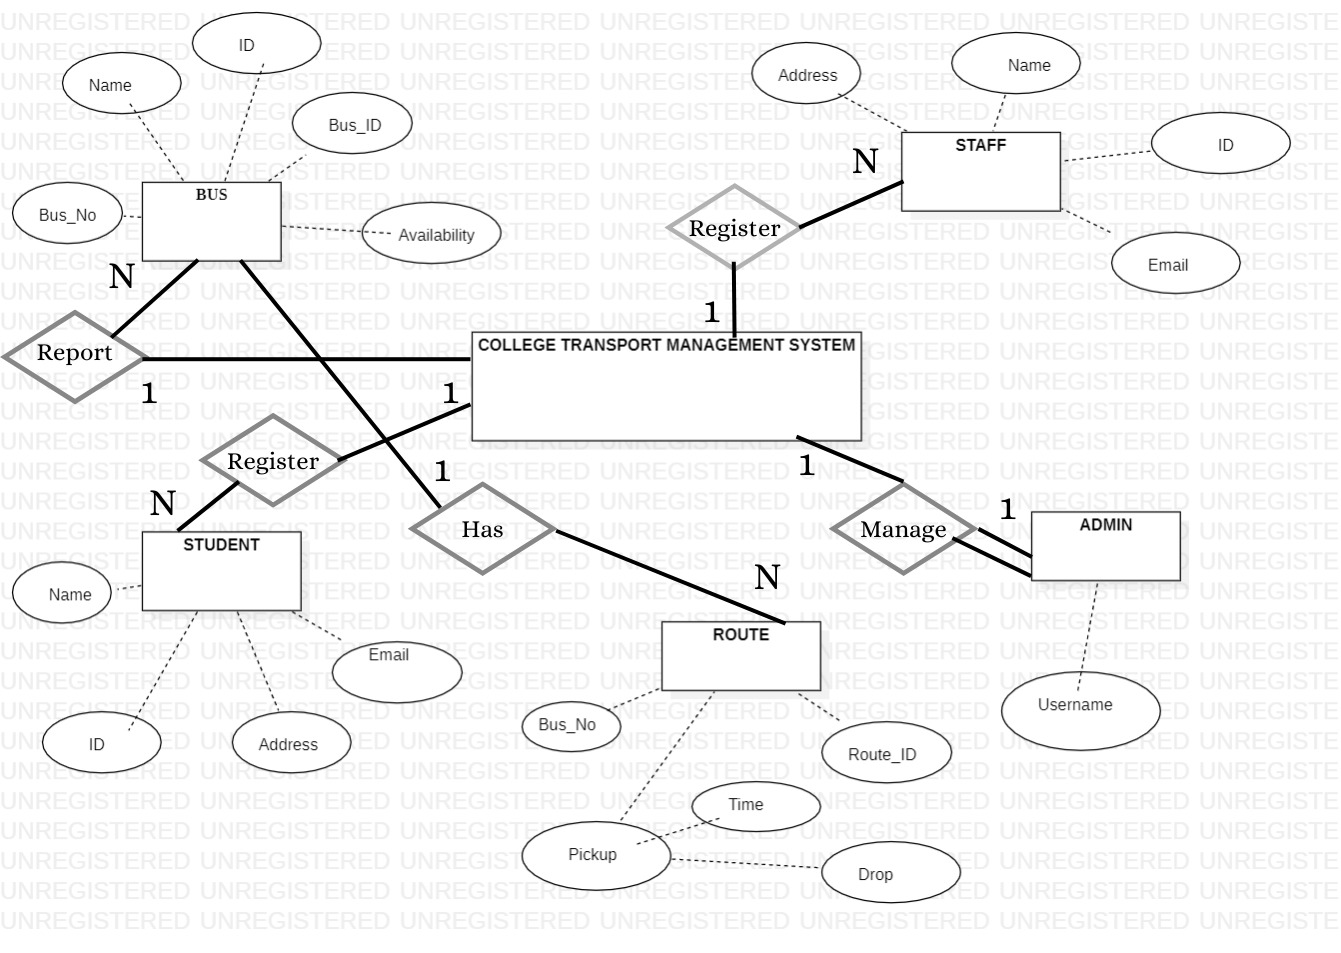 ID
Name
Bus_ID
Bus_No
BUS
Availability
Address
Name
STAFF
ID
Email
N
Register
1
N
Report
1
COLLEGE TRANSPORT MANAGEMENT SYSTEM
1
Register
N
1
Has
N
1
Manage
1
ADMIN
Username
STUDENT
Name
Email
ID
Address
ROUTE
Bus_No
Route_ID
Time
Pickup
Drop
UNREGISTERED